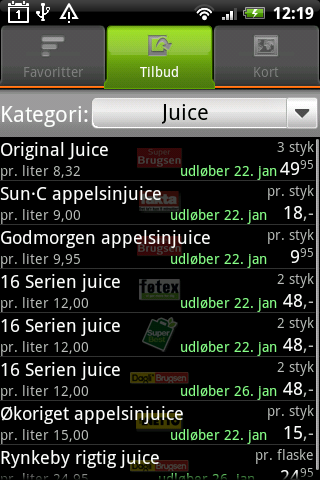 1 12:19
Favoritter Tilbud Kort
Kategori: Juice
Original Juice 3 styk
Super Brugsen
pr. liter 8,32 udløber 22. jan 49 95
Sun·C appelsinjuice pr. styk
fakta
pr. liter 9,00 udløber 22. jan 18,-
Godmorgen appelsinjuice pr. styk
Brugsen
pr. liter 9,95 udløber 22. jan 9 95
16 Serien juice 2 styk
føtex
pr. liter 12,00 udløber 22. jan 48,-
16 Serien juice 2 styk
Super Best
pr. liter 12,00 udløber 22. jan 48,-
16 Serien juice 2 styk
Dagli'Brugsen
pr. liter 12,00 udløber 26. jan 48,-
Økoriget appelsinjuice pr. styk
pr. liter 15,00 udløber 22. jan 15,-
Rynkeby rigtig juice pr. flaske
Dagli'Brugsen
pr. liter 24,95 udløber 26. jan 24 95